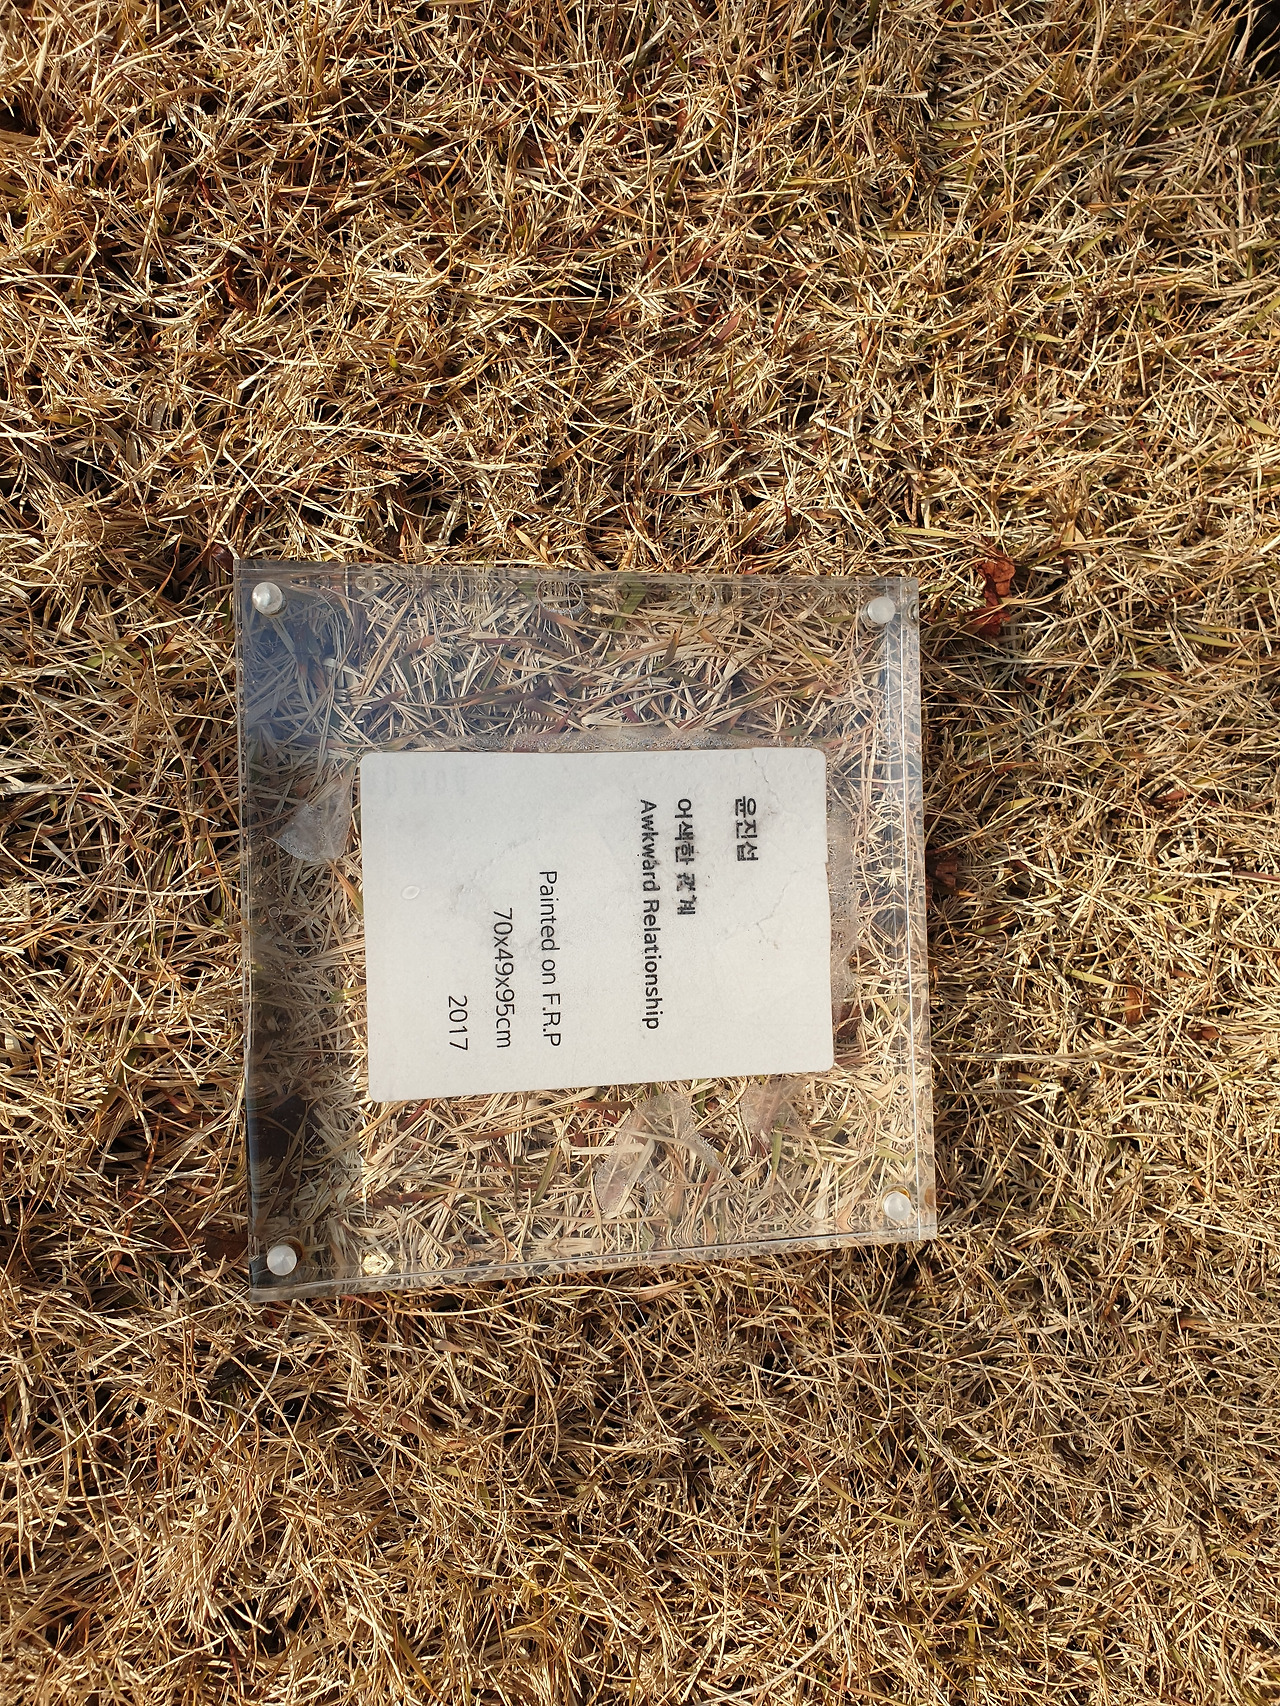 윤진섭
어색한 관계
Awkward Relationship
Painted on F.R.P
70x49x95cm
2017